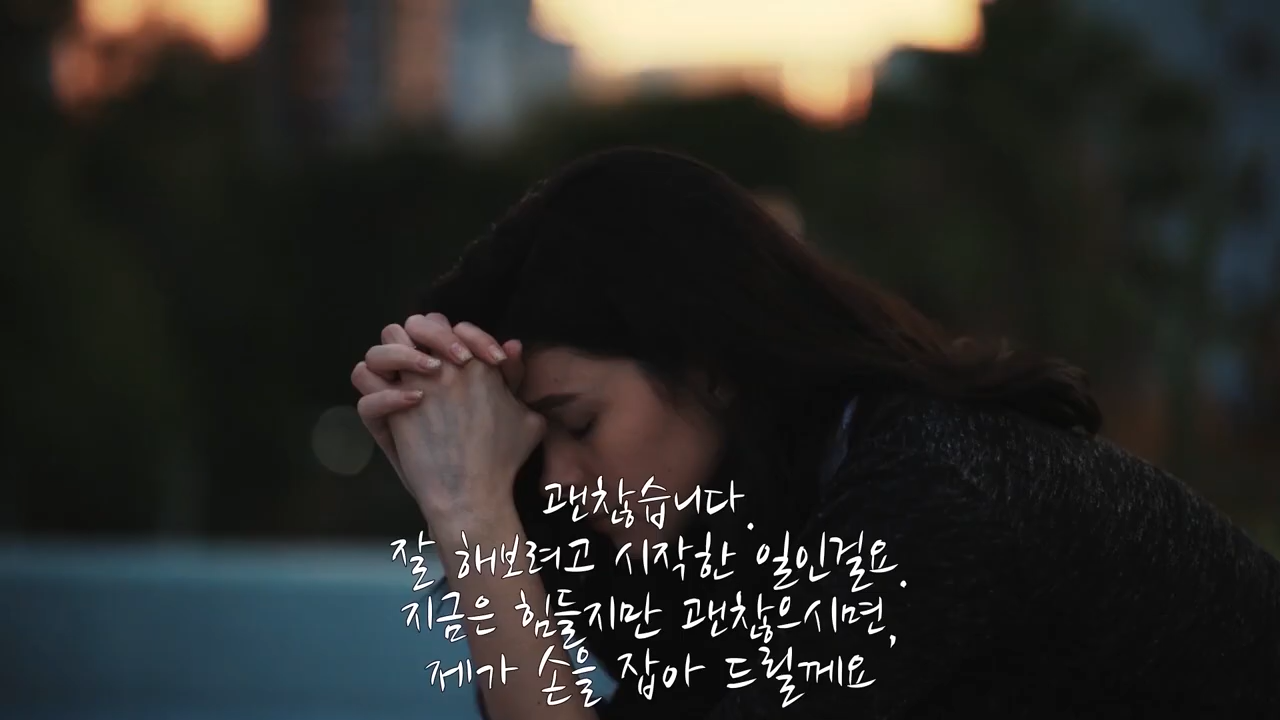 괜찮습니다.
잘 해보려고 시작한 일인걸요.
지금은 힘들지만 괜찮으시면,
제가 손을 잡아 드릴께요